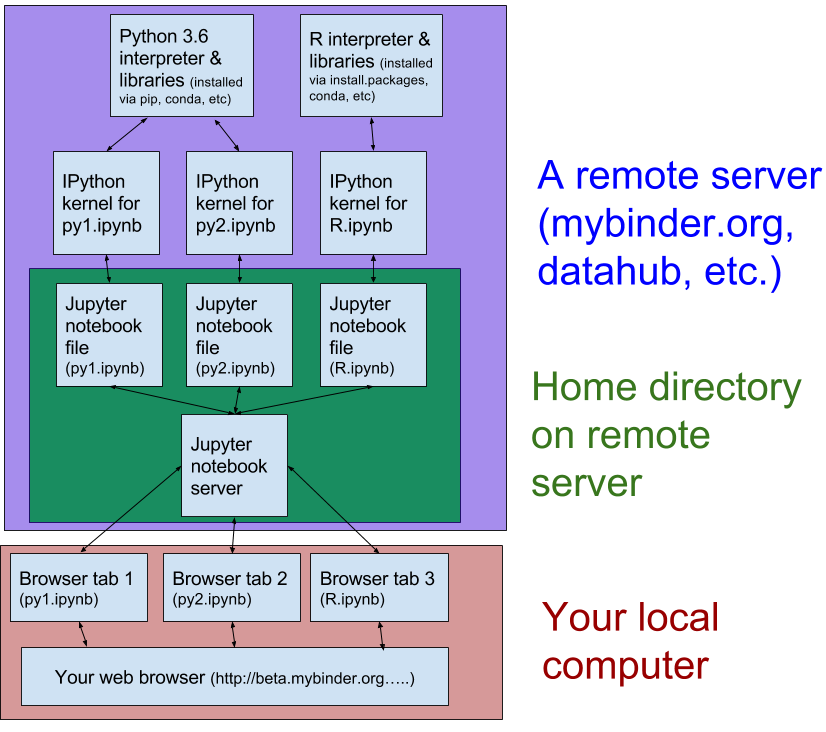 Python 3.6
interpreter &
libraries (installed
via pip, conda, etc)
R interpreter &
libraries (installed
via install.packages,
conda, etc)
IPython
kernel for
py1.ipynb
IPython
kernel for
py2.ipynb
IPython
kernel for
R.ipynb
A remote server
(mybinder.org,
datahub, etc.)
Jupyter
notebook
file
(py1.ipynb)
Jupyter
notebook
file
(py2.ipynb)
Jupyter
notebook
file
(R.ipynb)
Home directory
on remote
server
Jupyter
notebook
server
Browser tab 1
(py1.ipynb)
Browser tab 2
(py2.ipynb)
Browser tab 3
(R.ipynb)
Your local
computer
Your web browser (http://beta.mybinder.org…..)